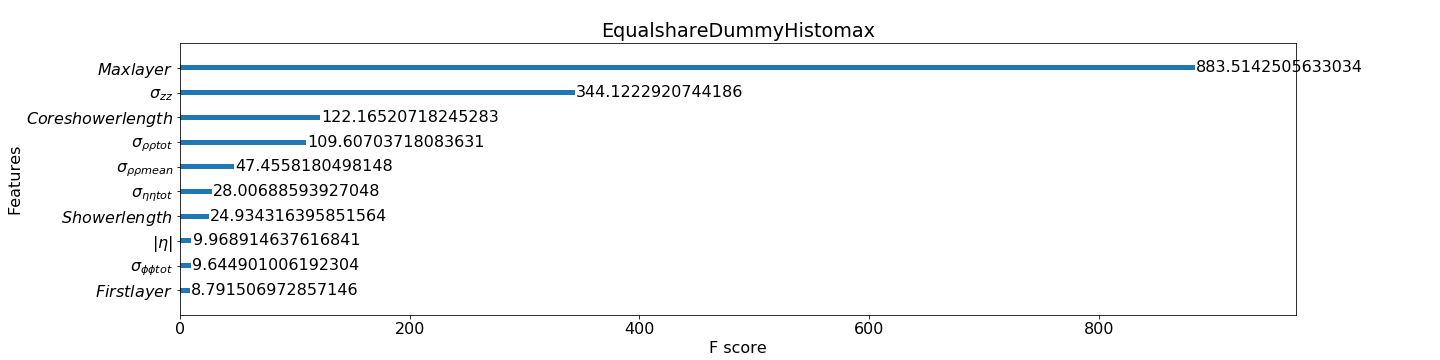 EqualshareDummyHistomax
Features
Maxlayer 883.5142505633034
σzz 344.1222920744186
Coreshowerlength 122.16520718245283
σρρtot 109.60703718083631
σρρmean 47.4558180498148
σηηtot 28.00688593927048
Showerlength 24.934316395851564
|η| 9.968914637616841
σϕϕtot 9.644901006192304
Firstlayer 8.791506972857146
0 200 400 600 800
F score